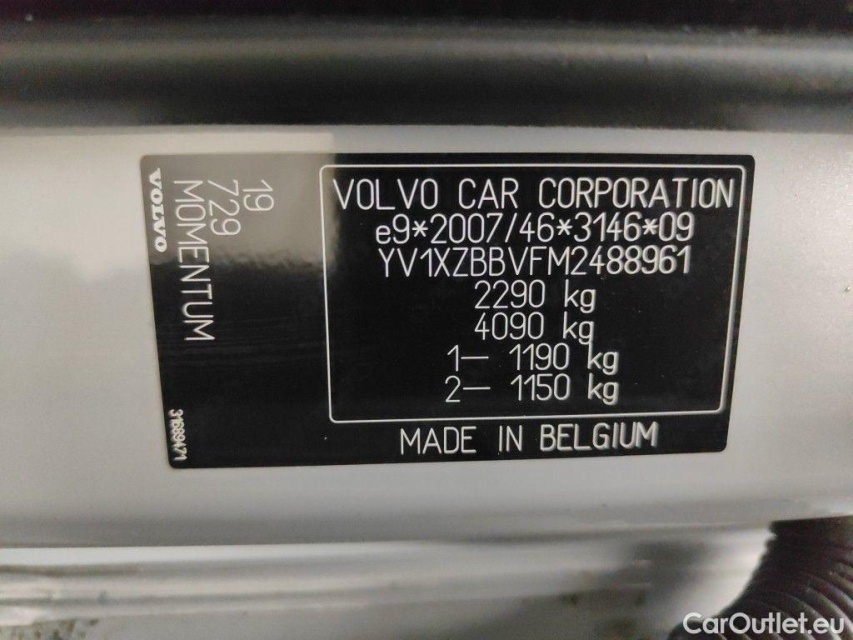 VOLVO
MOMENTUM
729
19
31689471
VOLVO CAR CORPORATION
e9*2007/46*3146*09
YV1XZBBVFM2488961
2290 kg
4090 kg
1— 1190 kg
2— 1150 kg
MADE IN BELGIUM
CarOutlet.eu